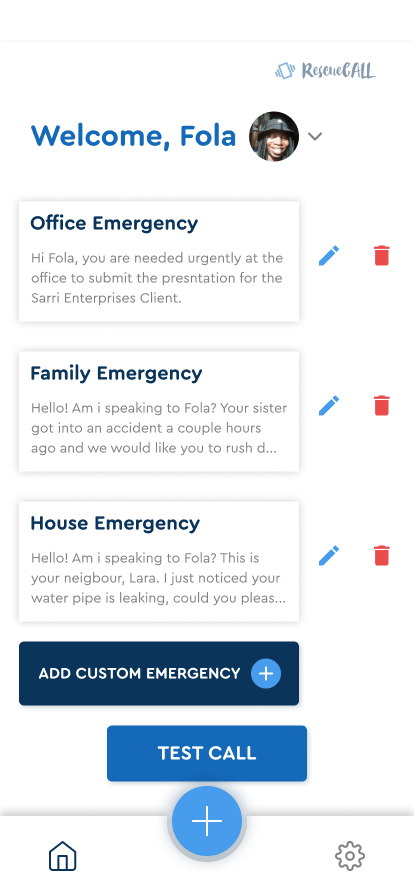 RescueCALL
Welcome, Fola
Office Emergency
Hi Fola, you are needed urgently at the
office to submit the presntation for the
Sarri Enterprises Client.
Family Emergency
Hello! Am i speaking to Fola? Your sister
got into an accident a couple hours
ago and we would like you to rush d...
House Emergency
Hello! Am i speaking to Fola? This is
your neigbour, Lara. I just noticed your
water pipe is leaking, could you pleas...
ADD CUSTOM EMERGENCY
TEST CALL